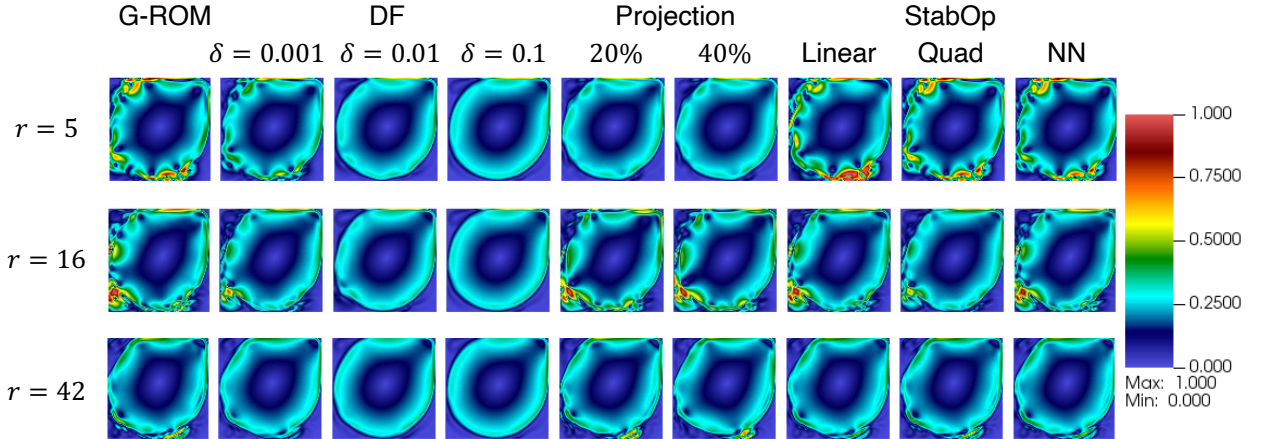 G-ROM DF Projection StabOp
δ = 0.001 δ = 0.01 δ = 0.1 20% 40% Linear Quad NN
r = 5
r = 16
r = 42
1.000
0.7500
0.5000
0.2500
0.000
Max: 1.000
Min: 0.000